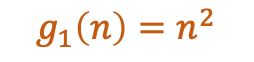 g₁(n) = n²